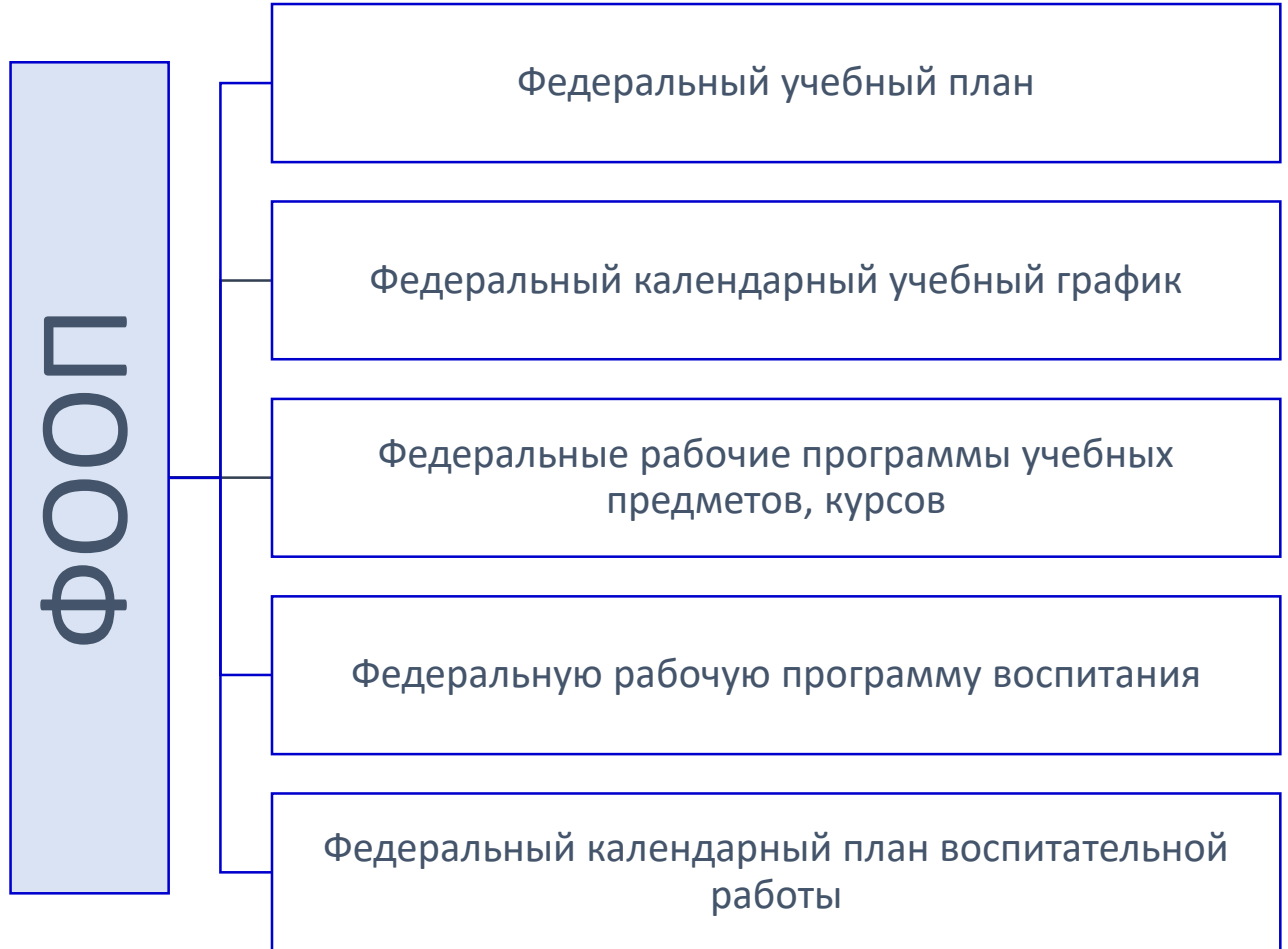 ФООП
Федеральный учебный план
Федеральный календарный учебный график
Федеральные рабочие программы учебных
предметов, курсов
Федеральную рабочую программу воспитания
Федеральный календарный план воспитательной
работы